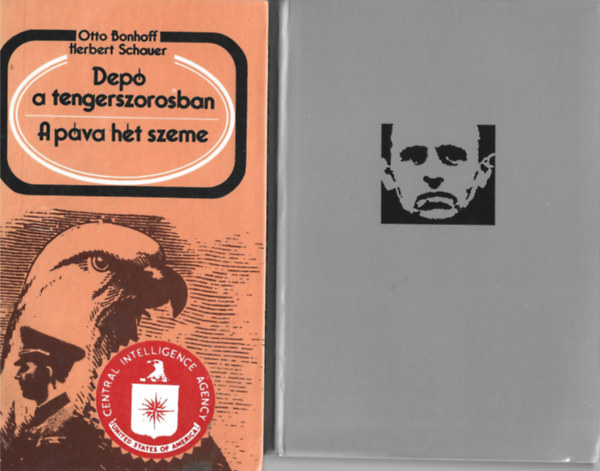 Otto Bonhoff
Herbert Schauer
Depó
a tengerszorosban
A páva hét szeme
CENTRAL INTELLIGENCE AGENCY
UNITED STATES OF AMERICA